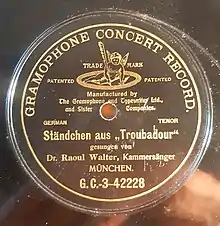 GRAMOPHONE CONCERT RECORD.
TRADE MARK
PATENTED PATENTED
Manufactured by
The Gramophone and Typewriter Ltd.,
and Sister Companies.
GERMAN TENOR
Ständchen aus „Troubadour“
gesungen von
Dr. Raoul Walter, Kammersänger
MÜNCHEN.
G.C.-3-42228